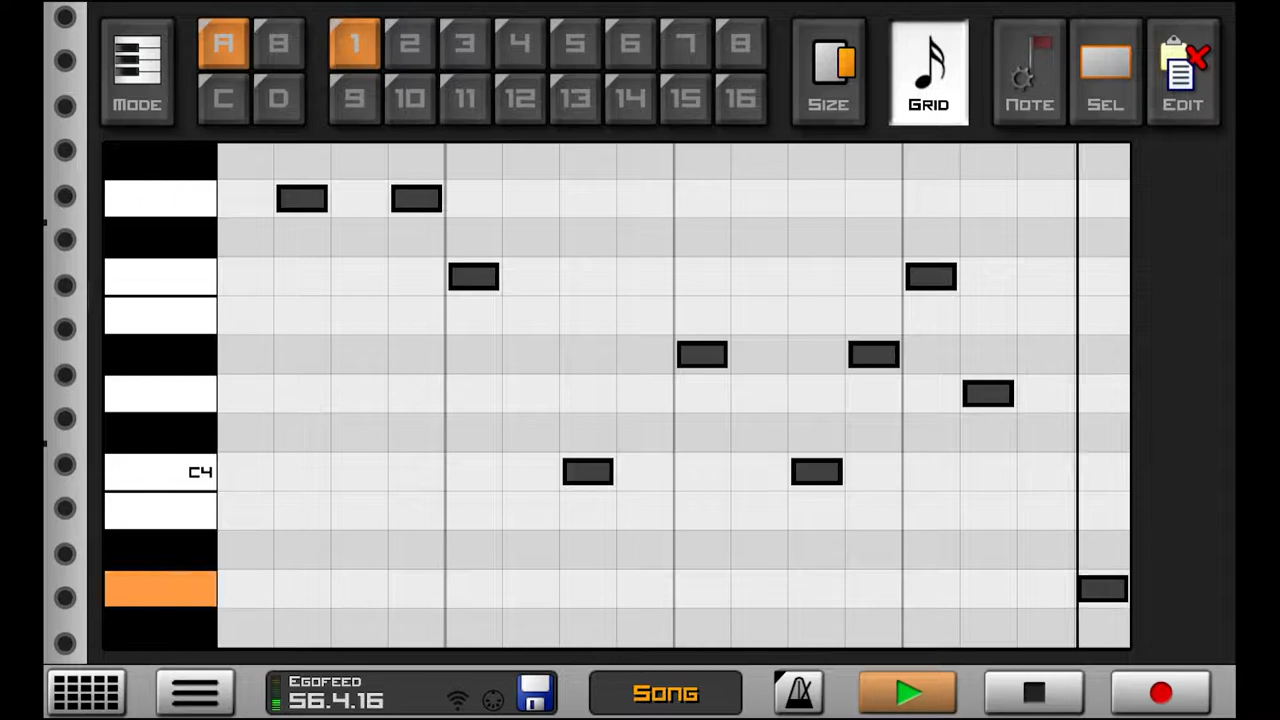 MODE
A B 1 2 3 4 5 6 7 8
C D 9 10 11 12 13 14 15 16
SIZE
GRID
NOTE
SEL
EDIT
C4
EGOFEED
56.4.16
SONG